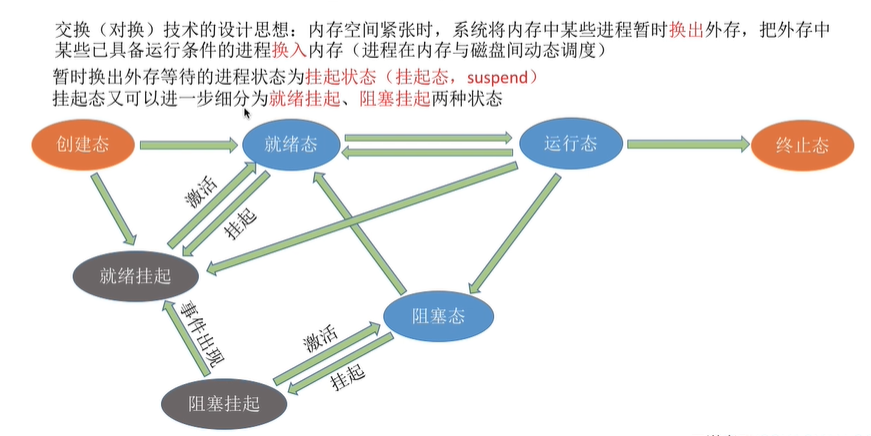 交换（对换）技术的设计思想：内存空间紧张时，系统将内存中某些进程暂时换出外存，把外存中
某些已具备运行条件的进程换入内存（进程在内存与磁盘间动态调度）
暂时换出外存等待的进程状态为挂起状态（挂起态，suspend）
挂起态又可以进一步细分为就绪挂起、阻塞挂起两种状态
创建态
就绪态
运行态
终止态
激活
挂起
就绪挂起
事件出现
阻塞态
激活
挂起
阻塞挂起